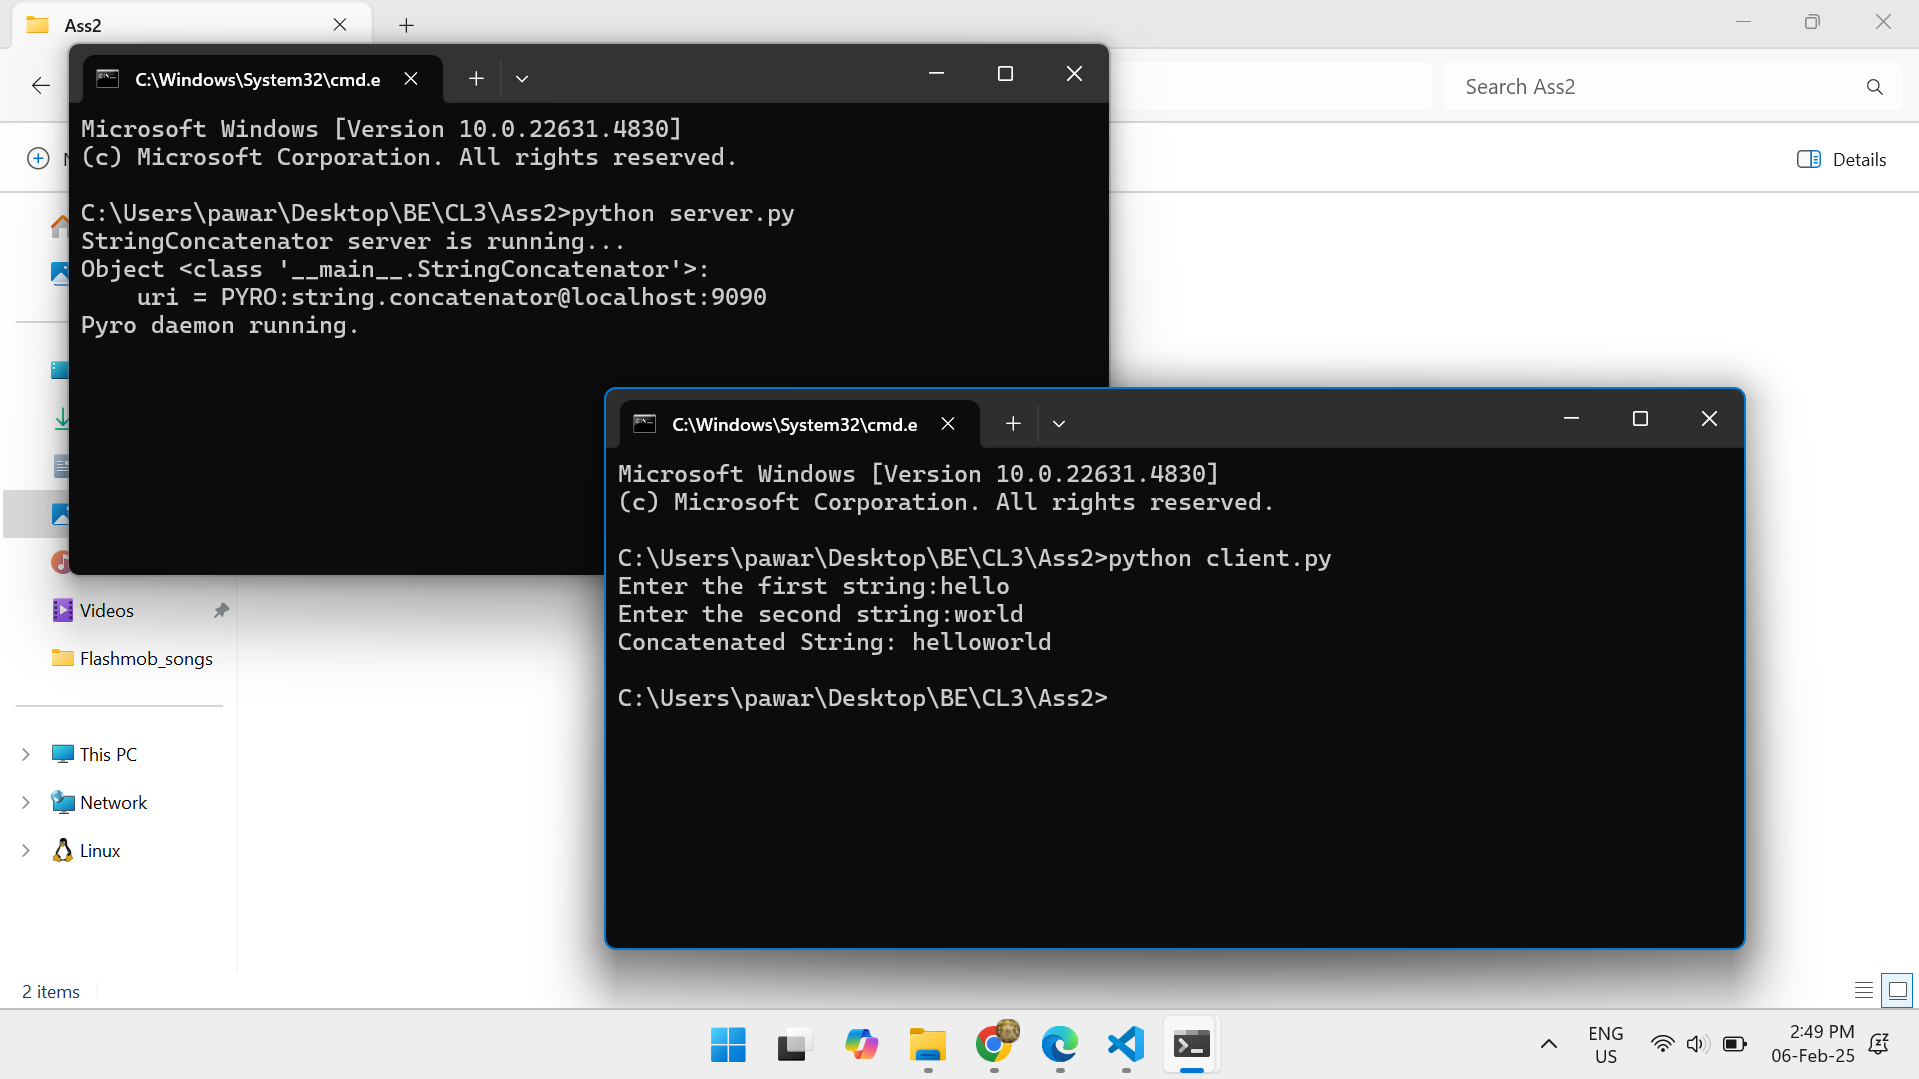 Ass2
Search Ass2
Details
C:\Windows\System32\cmd.e
Microsoft Windows [Version 10.0.22631.4830]
(c) Microsoft Corporation. All rights reserved.
C:\Users\pawar\Desktop\BE\CL3\Ass2>python server.py
StringConcatenator server is running...
Object <class '__main__.StringConcatenator'>:
    uri = PYRO:string.concatenator@localhost:9090
Pyro daemon running.
C:\Windows\System32\cmd.e
Microsoft Windows [Version 10.0.22631.4830]
(c) Microsoft Corporation. All rights reserved.
C:\Users\pawar\Desktop\BE\CL3\Ass2>python client.py
Enter the first string:hello
Enter the second string:world
Concatenated String: helloworld
C:\Users\pawar\Desktop\BE\CL3\Ass2>
Videos
Flashmob_songs
This PC
Network
Linux
2 items
ENG
US
2:49 PM
06-Feb-25